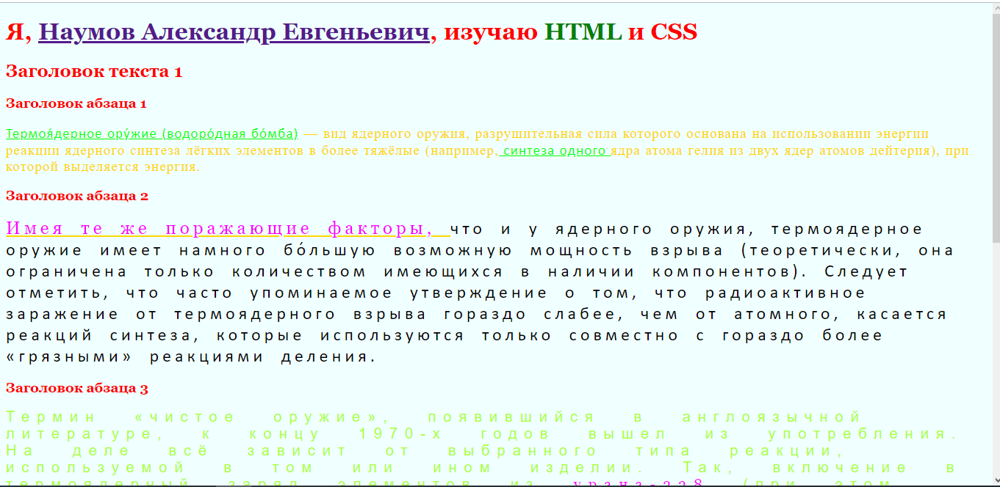 Я, Наумов Александр Евгеньевич, изучаю HTML и CSS
Заголовок текста 1
Заголовок абзаца 1
Термоя́дерное ору́жие (водоро́дная бо́мба) — вид ядерного оружия, разрушительная сила которого основана на использовании энергии
реакции ядерного синтеза лёгких элементов в более тяжёлые (например, синтеза одного ядра атома гелия из двух ядер атомов дейтерия), при
которой выделяется энергия.
Заголовок абзаца 2
Имея те же поражающие факторы, что и у ядерного оружия, термоядерное
оружие имеет намного бо́льшую возможную мощность взрыва (теоретически, она
ограничена только количеством имеющихся в наличии компонентов). Следует
отметить, что часто упоминаемое утверждение о том, что радиоактивное
заражение от термоядерного взрыва гораздо слабее, чем от атомного, касается
реакций синтеза, которые используются только совместно с гораздо более
«грязными» реакциями деления.
Заголовок абзаца 3
Термин «чистое оружие», появившийся в англоязычной
литературе, к концу 1970-х годов вышел из употребления.
На деле всё зависит от выбранного типа реакции,
используемой в том или ином изделии. Так, включение в
термоядерный заряд элементов из урана-238 (при этом